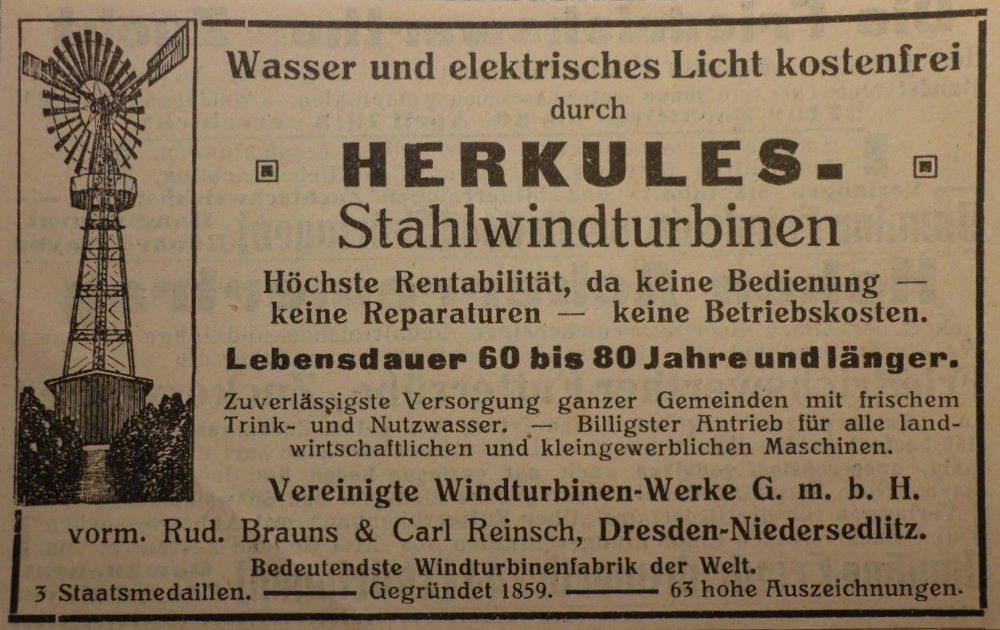 Wasser und elektrisches Licht kostenfrei
durch
HERKULES-
Stahlwindturbinen
Höchste Rentabilität, da keine Bedienung —
keine Reparaturen — keine Betriebskosten.
Lebensdauer 60 bis 80 Jahre und länger.
Zuverlässigste Versorgung ganzer Gemeinden mit frischem
Trink- und Nutzwasser. — Billigster Antrieb für alle land-
wirtschaftlichen und kleingewerblichen Maschinen.
Vereinigte Windturbinen-Werke G. m. b. H.
vorm. Rud. Brauns & Carl Reinsch, Dresden-Niedersedlitz.
Bedeutendste Windturbinenfabrik der Welt.
3 Staatsmedaillen. — Gegründet 1859. — 63 hohe Auszeichnungen.